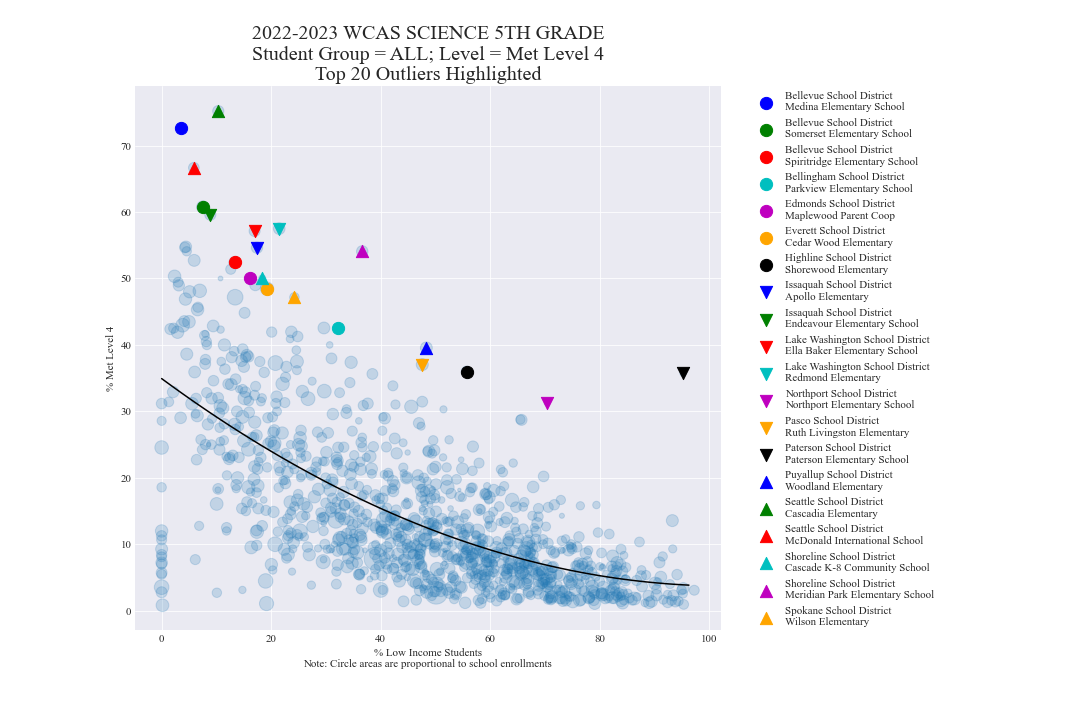 2022-2023 WCAS SCIENCE 5TH GRADE
Student Group = ALL; Level = Met Level 4
Top 20 Outliers Highlighted
% Met Level 4
70
60
50
40
30
20
10
0
0 20 40 60 80 100
% Low Income Students
Note: Circle areas are proportional to school enrollments
Bellevue School District
Medina Elementary School
Bellevue School District
Somerset Elementary School
Bellevue School District
Spiritridge Elementary School
Bellingham School District
Parkview Elementary School
Edmonds School District
Maplewood Parent Coop
Everett School District
Cedar Wood Elementary
Highline School District
Shorewood Elementary
Issaquah School District
Apollo Elementary
Issaquah School District
Endeavour Elementary School
Lake Washington School District
Ella Baker Elementary School
Lake Washington School District
Redmond Elementary
Northport School District
Northport Elementary School
Pasco School District
Ruth Livingston Elementary
Paterson School District
Paterson Elementary School
Puyallup School District
Woodland Elementary
Seattle School District
Cascadia Elementary
Seattle School District
McDonald International School
Shoreline School District
Cascade K-8 Community School
Shoreline School District
Meridian Park Elementary School
Spokane School District
Wilson Elementary